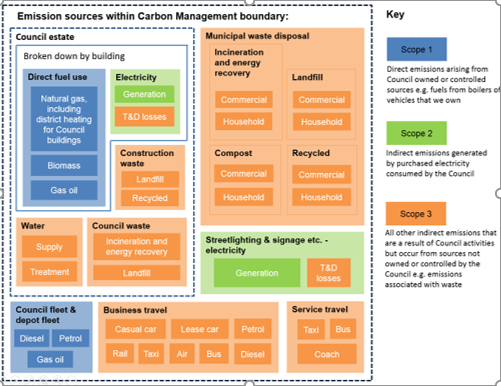 Emission sources within Carbon Management boundary:
Council estate
Broken down by building
Direct fuel use
Natural gas,
including
district heating
for Council
buildings
Biomass
Gas oil
Electricity
Generation
T&D losses
Construction
waste
Landfill
Recycled
Water
Supply
Treatment
Council waste
Incineration and
energy recovery
Landfill
Municipal waste disposal
Incineration
and energy
recovery
Commercial
Household
Landfill
Commercial
Household
Compost
Commercial
Household
Recycled
Commercial
Household
Streetlighting & signage etc. -
electricity
Generation
T&D
losses
Council fleet &
depot fleet
Diesel
Petrol
Gas oil
Business travel
Casual car
Lease car
Petrol
Rail
Taxi
Air
Bus
Diesel
Service travel
Taxi
Bus
Coach
Key
Scope 1
Direct emissions arising from
Council owned or controlled
sources e.g. fuels from boilers of
vehicles that we own
Scope 2
Indirect emissions generated
by purchased electricity
consumed by the Council
Scope 3
All other indirect emissions that
are a result of Council activities
but occur from sources not
owned or controlled by the
Council e.g. emissions
associated with waste